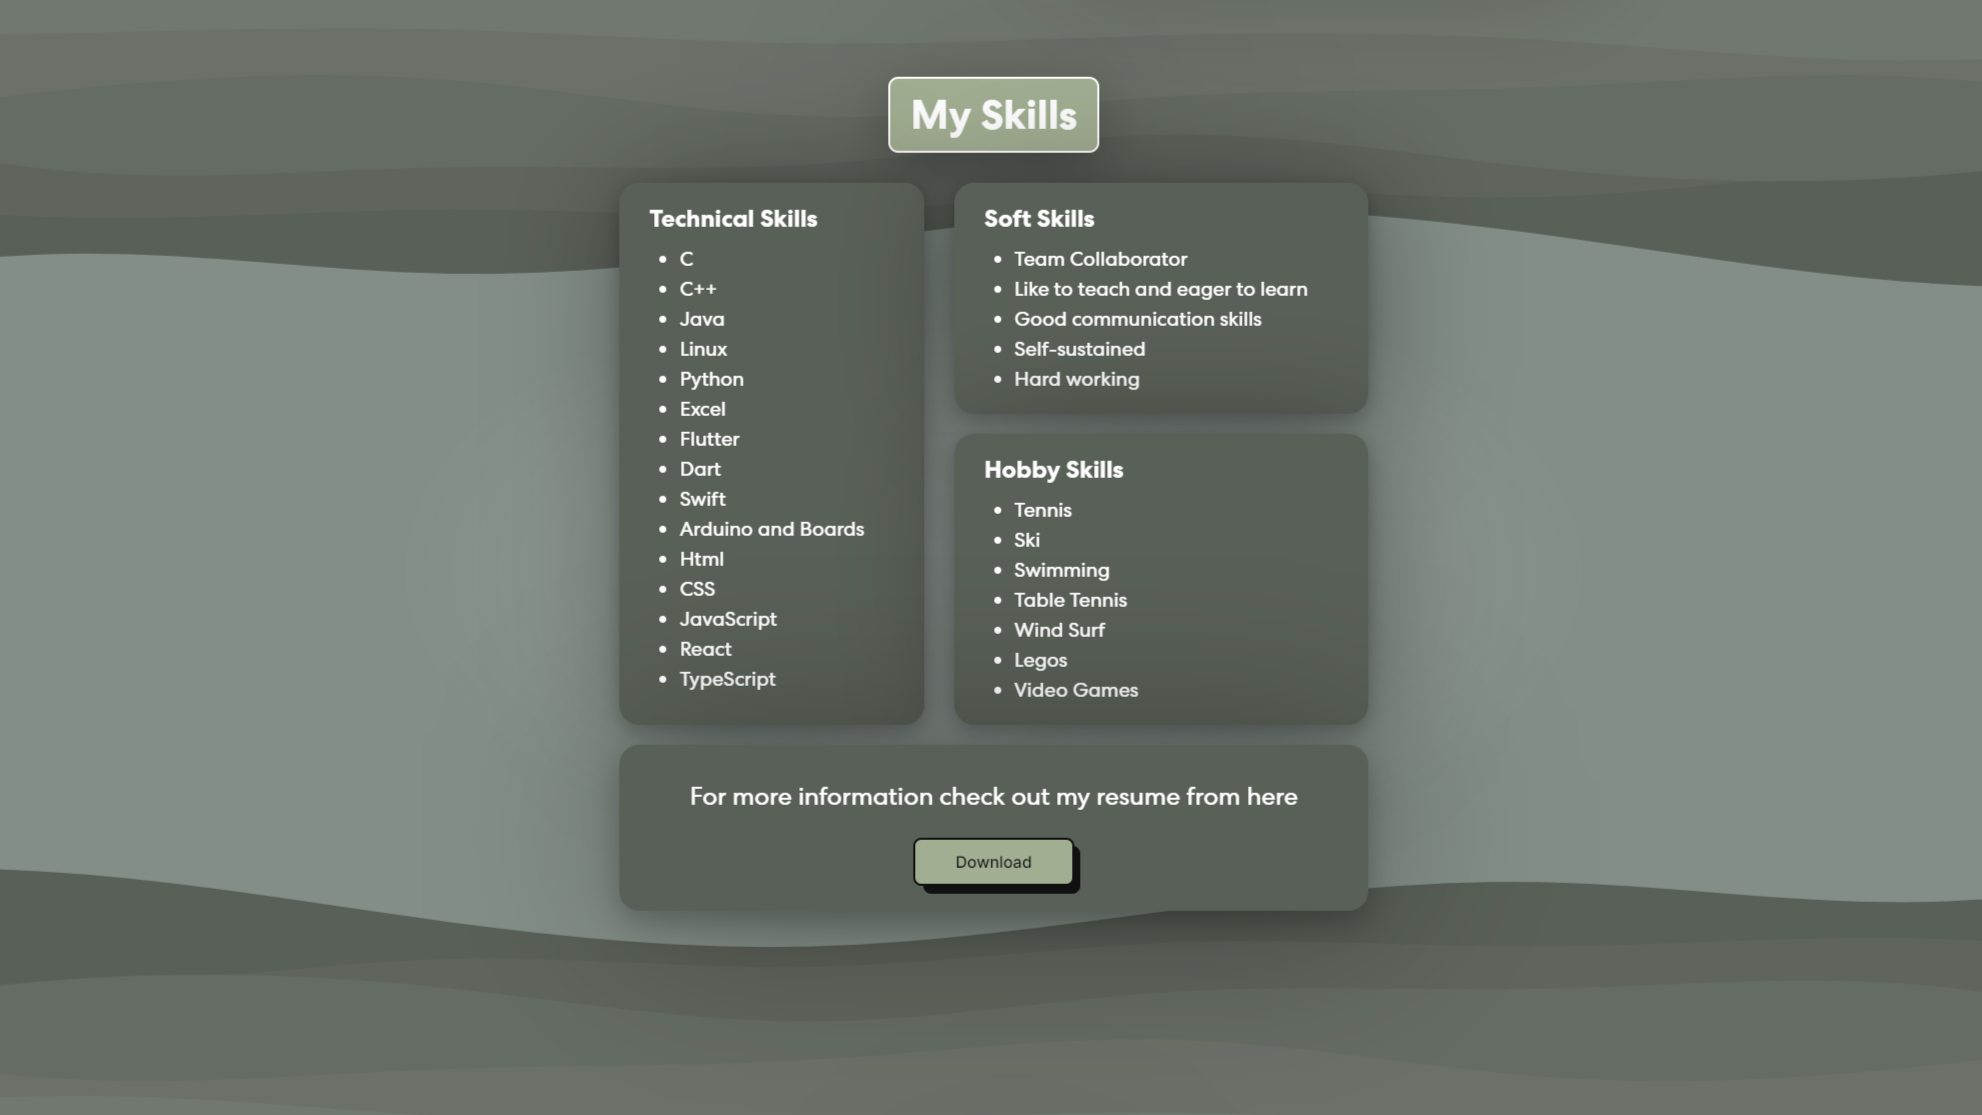 My Skills
Technical Skills
C
C++
Java
Linux
Python
Excel
Flutter
Dart
Swift
Arduino and Boards
Html
CSS
JavaScript
React
TypeScript
Soft Skills
Team Collaborator
Like to teach and eager to learn
Good communication skills
Self-sustained
Hard working
Hobby Skills
Tennis
Ski
Swimming
Table Tennis
Wind Surf
Legos
Video Games
For more information check out my resume from here
Download